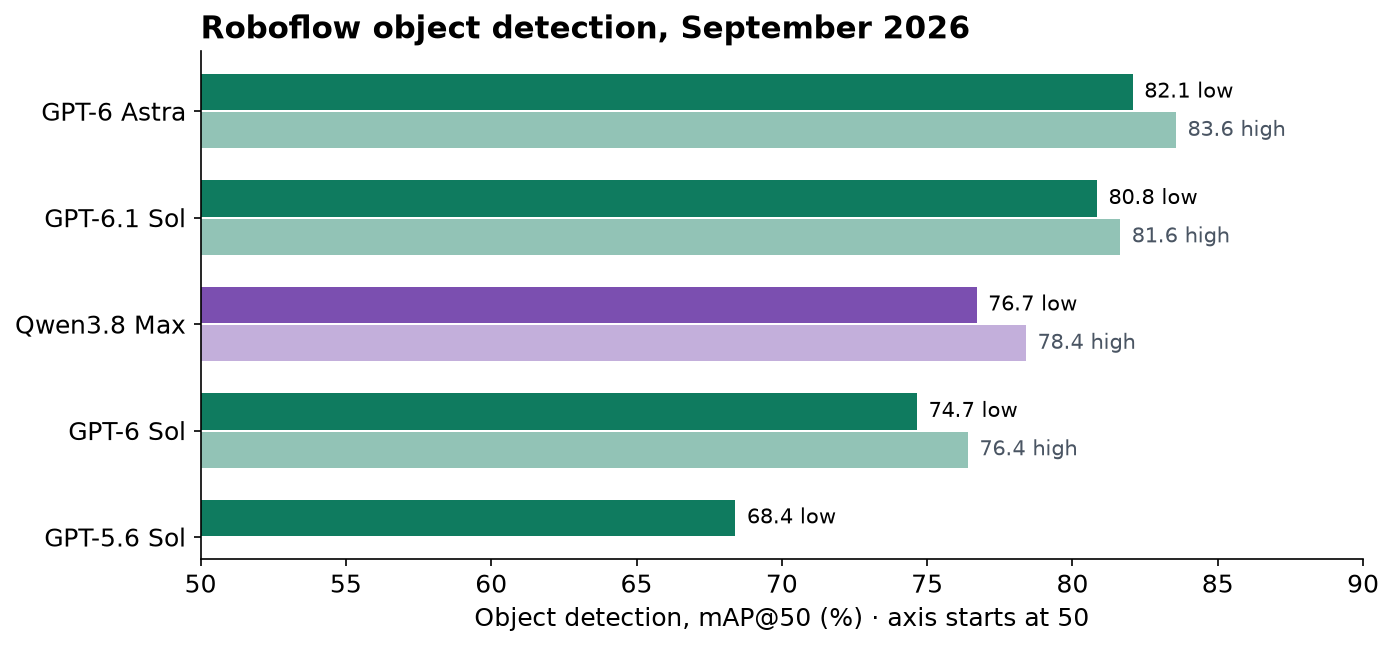 Roboflow object detection, September 2026
GPT-6 Astra
82.1 low
83.6 high
GPT-6.1 Sol
80.8 low
81.6 high
Qwen3.8 Max
76.7 low
78.4 high
GPT-6 Sol
74.7 low
76.4 high
GPT-5.6 Sol
68.4 low
50 55 60 65 70 75 80 85 90
Object detection, mAP@50 (%) · axis starts at 50